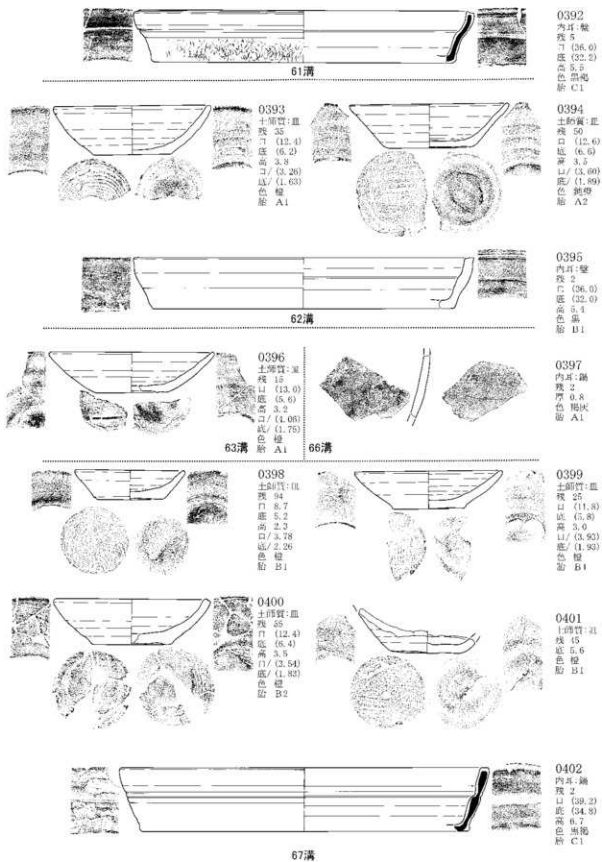 0392
内耳:盤
残 5
口 (36.0)
底 (32.2)
高 5.5
色 黒褐
胎 C1
61溝
0393
土師質:皿
残 35
口 (12.4)
底 (6.2)
高 3.8
口/ (3.26)
底/ (1.63)
色 橙
胎 A1
0394
土師質:皿
残 50
口 (12.6)
底 (6.6)
高 3.5
口/ (3.60)
底/ (1.89)
色
胎 A2
0395
内耳:盤
残 2
口 (36.0)
底 (32.0)
高 5.4
色 黒
胎 B1
62溝
0396
土師質:皿
残 15
口 (13.0)
底 (5.6)
高 3.2
口/ (4.06)
底/ (1.75)
色 橙
胎 A1
63溝
0397
内耳:鍋
残 2
厚 0.8
色 褐灰
胎 A1
66溝
0398
土師質:皿
残 94
口 8.7
底 5.2
高 2.3
口/ 3.78
底/ 2.26
色 橙
胎 B1
0399
土師質:皿
残 25
口 (11.8)
底 (5.8)
高 3.0
口/ (3.93)
底/ (1.93)
色 橙
胎 B1
0400
土師質:皿
残 55
口 (12.4)
底 (6.4)
高 3.5
口/ (3.54)
底/ (1.83)
色 橙
胎 B2
0401
土師質:皿
残 45
底 5.6
色 橙
胎 B1
0402
内耳:鍋
残 2
口 (39.2)
底 (34.8)
高 6.7
色 黒褐
胎 C1
67溝